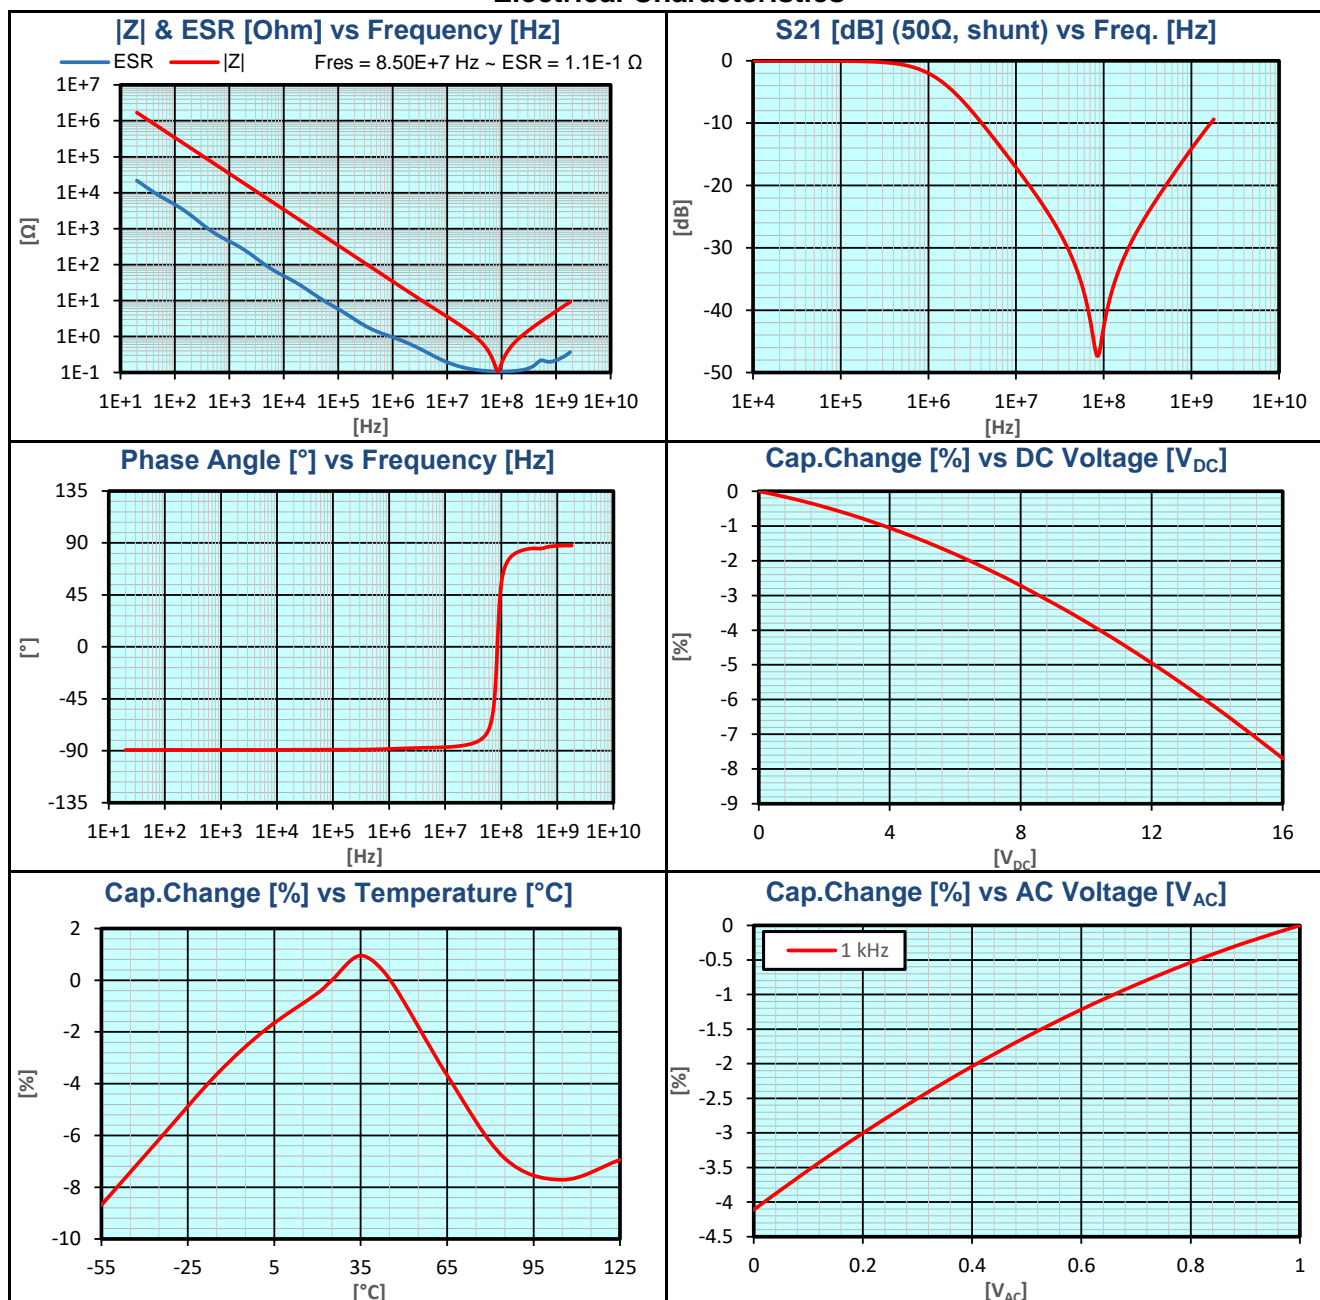 |Z| & ESR [Ohm] vs Frequency [Hz]
ESR |Z| Fres = 8.50E+7 Hz ~ ESR = 1.1E-1 Ω
1E+7
1E+6
1E+5
1E+4
1E+3
1E+2
1E+1
1E+0
1E-1
[Ω]
1E+1 1E+2 1E+3 1E+4 1E+5 1E+6 1E+7 1E+8 1E+9 1E+10
[Hz]
S21 [dB] (50Ω, shunt) vs Freq. [Hz]
0
-10
-20
-30
-40
-50
[dB]
1E+4 1E+5 1E+6 1E+7 1E+8 1E+9 1E+10
[Hz]
Phase Angle [°] vs Frequency [Hz]
135
90
45
0
-45
-90
-135
[°]
1E+1 1E+2 1E+3 1E+4 1E+5 1E+6 1E+7 1E+8 1E+9 1E+10
[Hz]
Cap.Change [%] vs DC Voltage [VDC]
0
-1
-2
-3
-4
-5
-6
-7
-8
-9
[%]
0 4 8 12 16
[VDC]
Cap.Change [%] vs Temperature [°C]
2
0
-2
-4
-6
-8
-10
[%]
-55 -25 5 35 65 95 125
[°C]
Cap.Change [%] vs AC Voltage [VAC]
1 kHz
0
-0.5
-1
-1.5
-2
-2.5
-3
-3.5
-4
-4.5
[%]
0 0.2 0.4 0.6 0.8 1
[VAC]